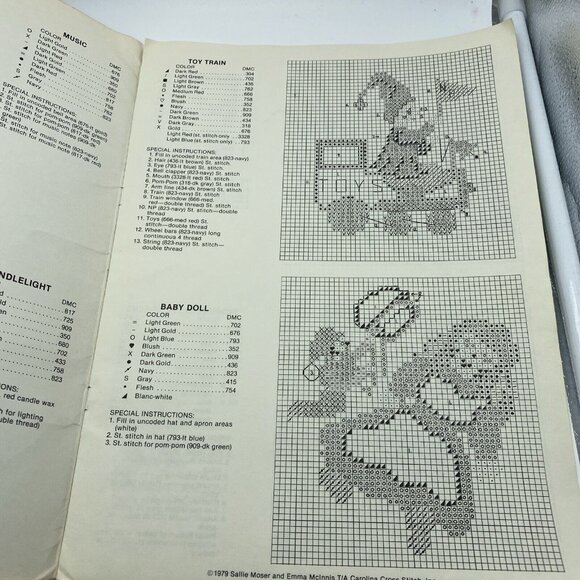 MUSIC
COLOR DMC
O Light Gold 676
X Dark Green
Dark Gold
Light Red
Light Green
Flesh
Navy
SPECIAL INSTRUCTIONS:
CANDLELIGHT
DMC
817
725
909
350
680
702
433
758
823
red candle wax
stitch for lighting
(double thread)
TOY TRAIN
COLOR DMC
Dark Red 304
Light Green 702
Light Brown 436
S Light Gray 762
O Medium Red 666
• Flesh 758
Blush 352
Navy 823
Dark Green 909
= Dark Brown 434
V Dark Gray 318
X Gold 676
Light Red (st. stitch only) 3328
Light Blue (st. stitch only) 793
SPECIAL INSTRUCTIONS:
1. Fill in uncoded train area (823-navy)
2. Hair (436-lt brown) St. stitch
3. Eye (793-lt blue) St. stitch
4. Bell clapper (823-navy) St. stitch
5. Mouth (3328-lt red) St. stitch
6. Pom-Pom (318-dk gray) St. stitch
7. Arm line (434-dk brown) St. stitch
8. Train (823-navy) St. stitch
9. Train window (666-med.
red—double thread) St. stitch
10. NP (823-navy) St. stitch—double
thread
11. Toys (666-med red) St.
stitch—double thread
12. Wheel bars (823-navy) long
continuous 4 thread
13. String (823-navy) St. stitch—
double thread
BABY DOLL
COLOR DMC
= Light Green 702
– Light Gold 676
O Light Blue 793
♥ Blush 352
X Dark Green 909
● Dark Gold 436
Navy 823
S Gray 415
• Flesh 754
◢ Blanc-white
SPECIAL INSTRUCTIONS:
1. Fill in uncoded hat and apron areas
(white)
2. St. stitch in hat (793-lt blue)
3. St. stitch for pom-pom (909-dk green)
©1979 Sallie Moser and Emma McInnis T/A Carolina Cross Stitch,